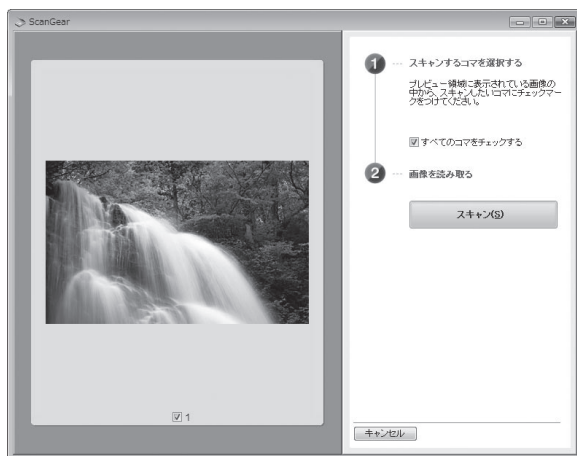 ScanGear
1 … スキャンするコマを選択する
プレビュー領域に表示されている画像の
中から、スキャンしたいコマにチェックマー
クをつけてください。
すべてのコマをチェックする
2 … 画像を読み取る
スキャン(S)
1
キャンセル